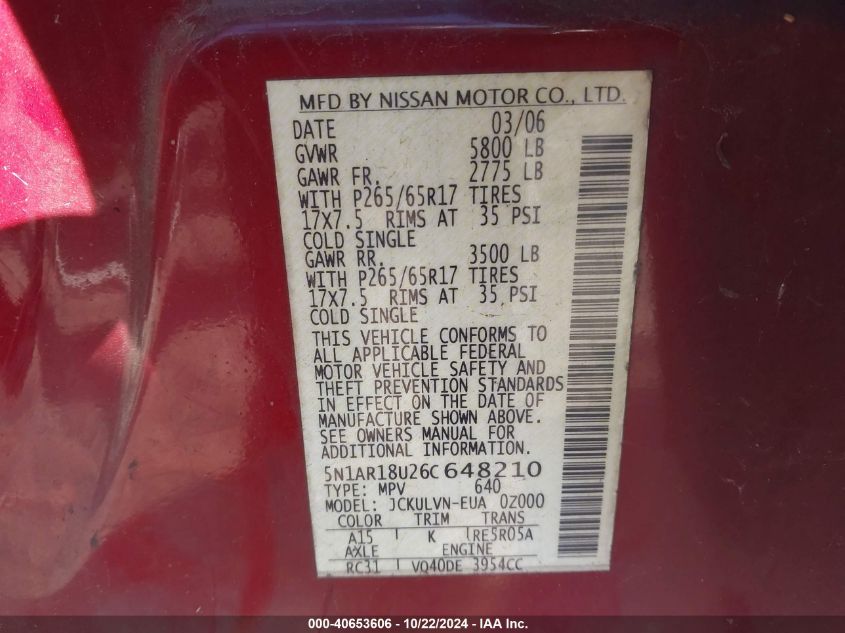 MFD BY NISSAN MOTOR CO., LTD.
DATE 03/06
GVWR 5800 LB
GAWR FR. 2775 LB
WITH P265/65R17 TIRES
17X7.5 RIMS AT 35 PSI
COLD SINGLE
GAWR RR. 3500 LB
WITH P265/65R17 TIRES
17X7.5 RIMS AT 35 PSI
COLD SINGLE
THIS VEHICLE CONFORMS TO
ALL APPLICABLE FEDERAL
MOTOR VEHICLE SAFETY AND
THEFT PREVENTION STANDARDS
IN EFFECT ON THE DATE OF
MANUFACTURE SHOWN ABOVE.
SEE OWNERS MANUAL FOR
ADDITIONAL INFORMATION.
5N1AR18U26C648210
TYPE: MPV 640
MODEL: JCKULVN-EUA 0Z000
COLOR TRIM TRANS
A15 K RE5R05A
AXLE ENGINE
RC31 VQ40DE 3954CC
000-40653606 - 10/22/2024 - IAA Inc.